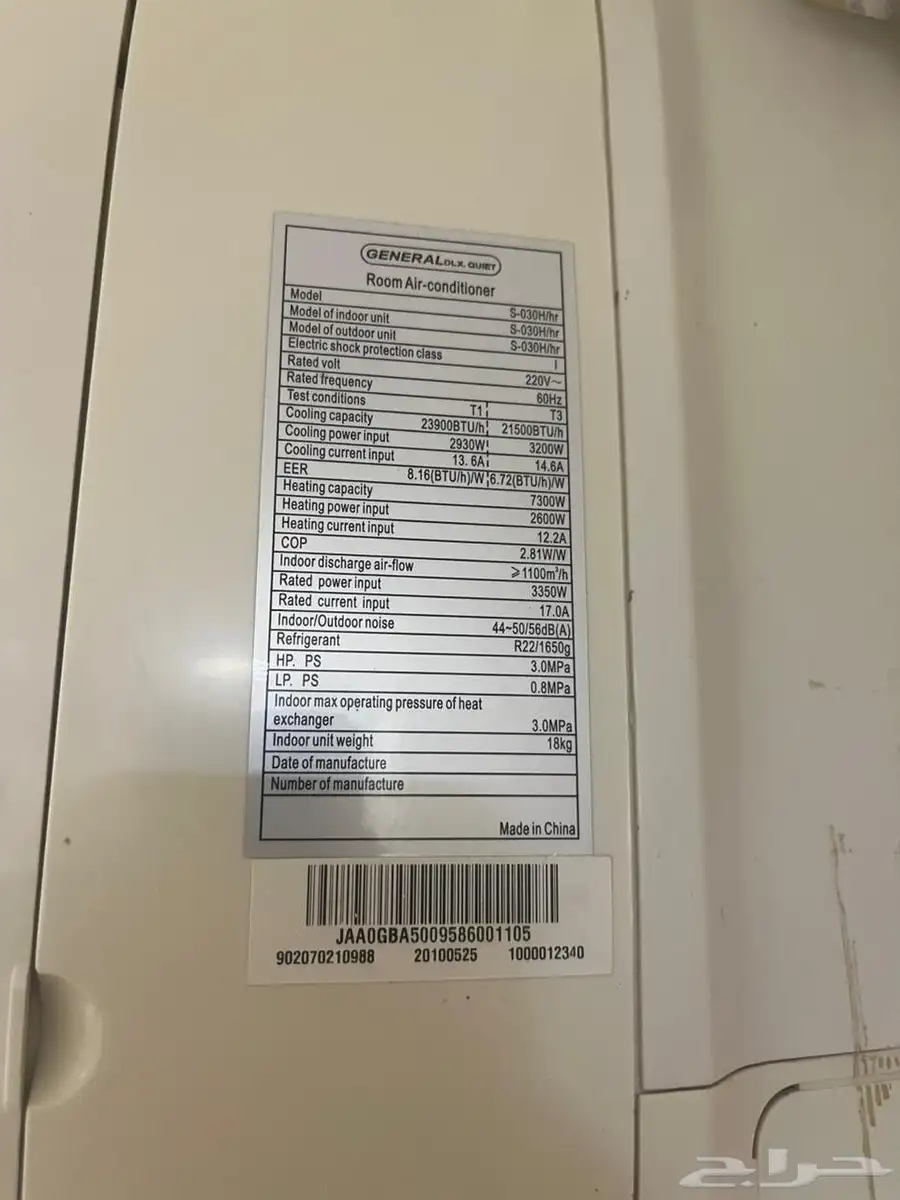 GENERAL DLX. QUIET
Room Air-conditioner
Model S-030H/hr
Model of indoor unit S-030H/hr
Model of outdoor unit S-030H/hr
Electric shock protection class I
Rated volt 220V~
Rated frequency 60Hz
Test conditions T1 T3
Cooling capacity 23900BTU/h 21500BTU/h
Cooling power input 2930W 3200W
Cooling current input 13.6A 14.6A
EER 8.16(BTU/h)/W 6.72(BTU/h)/W
Heating capacity 7300W
Heating power input 2600W
Heating current input 12.2A
COP 2.81W/W
Indoor discharge air-flow ⩾1100m³/h
Rated power input 3350W
Rated current input 17.0A
Indoor/Outdoor noise 44~50/56dB(A)
Refrigerant R22/1650g
HP. PS 3.0MPa
LP. PS 0.8MPa
Indoor max operating pressure of heat
exchanger 3.0MPa
Indoor unit weight 18kg
Date of manufacture
Number of manufacture
Made in China
JAA0GBA5009586001105
902070210988 20100525 1000012340
حراج